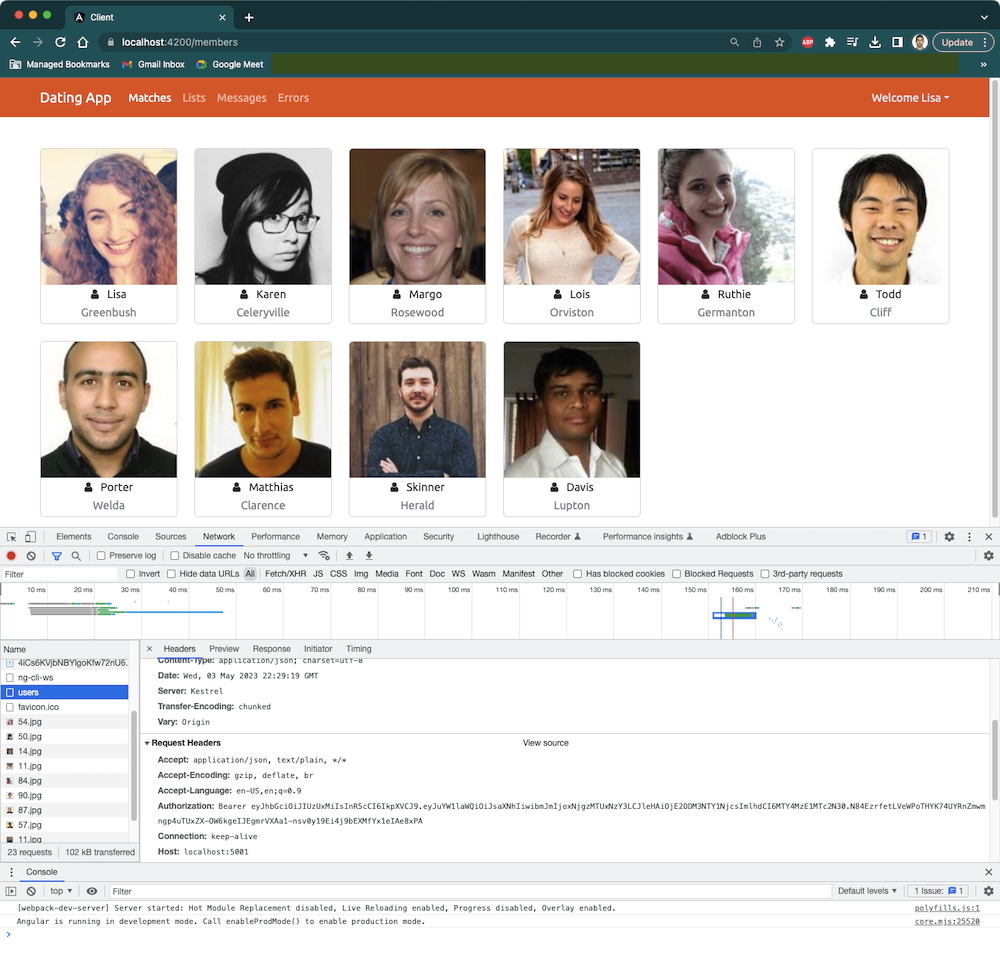 Client
localhost:4200/members
ABP
Update
Managed Bookmarks Gmail Inbox Google Meet »
Dating App Matches Lists Messages Errors Welcome Lisa
Lisa Karen Margo Lois Ruthie Todd
Greenbush Celeryville Rosewood Orviston Germanton Cliff
Porter Matthias Skinner Davis
Welda Clarence Herald Lupton
Elements Console Sources Network Performance Memory Application Security Lighthouse Recorder Performance insights Adblock Plus 1
Preserve log Disable cache No throttling
Filter Invert Hide data URLs All Fetch/XHR JS CSS Img Media Font Doc WS Wasm Manifest Other Has blocked cookies Blocked Requests 3rd-party requests
10 ms 20 ms 30 ms 40 ms 50 ms 60 ms 70 ms 80 ms 90 ms 100 ms 110 ms 120 ms 130 ms 140 ms 150 ms 160 ms 170 ms 180 ms 190 ms 200 ms 210 ms
Name
ng-cli-ws
users
favicon.ico
54.jpg
50.jpg
14.jpg
11.jpg
84.jpg
90.jpg
87.jpg
57.jpg
11.jpg
23 requests 102 kB transferred
Headers Preview Response Initiator Timing
Content-Type: application/json; charset=utf-8
Date: Wed, 03 May 2023 22:29:19 GMT
Server: Kestrel
Transfer-Encoding: chunked
Vary: Origin
Request Headers View source
Accept: application/json, text/plain, */*
Accept-Encoding: gzip, deflate, br
Accept-Language: en-US,en;q=0.9
Authorization: Bearer
Connection: keep-alive
Host: localhost:5001
Console
top Filter Default levels 1 Issue: 1
[webpack-dev-server] Server started: Hot Module Replacement disabled, Live Reloading enabled, Progress disabled, Overlay enabled. polyfills.js:1
Angular is running in development mode. Call enableProdMode() to enable production mode. core.mjs:25520